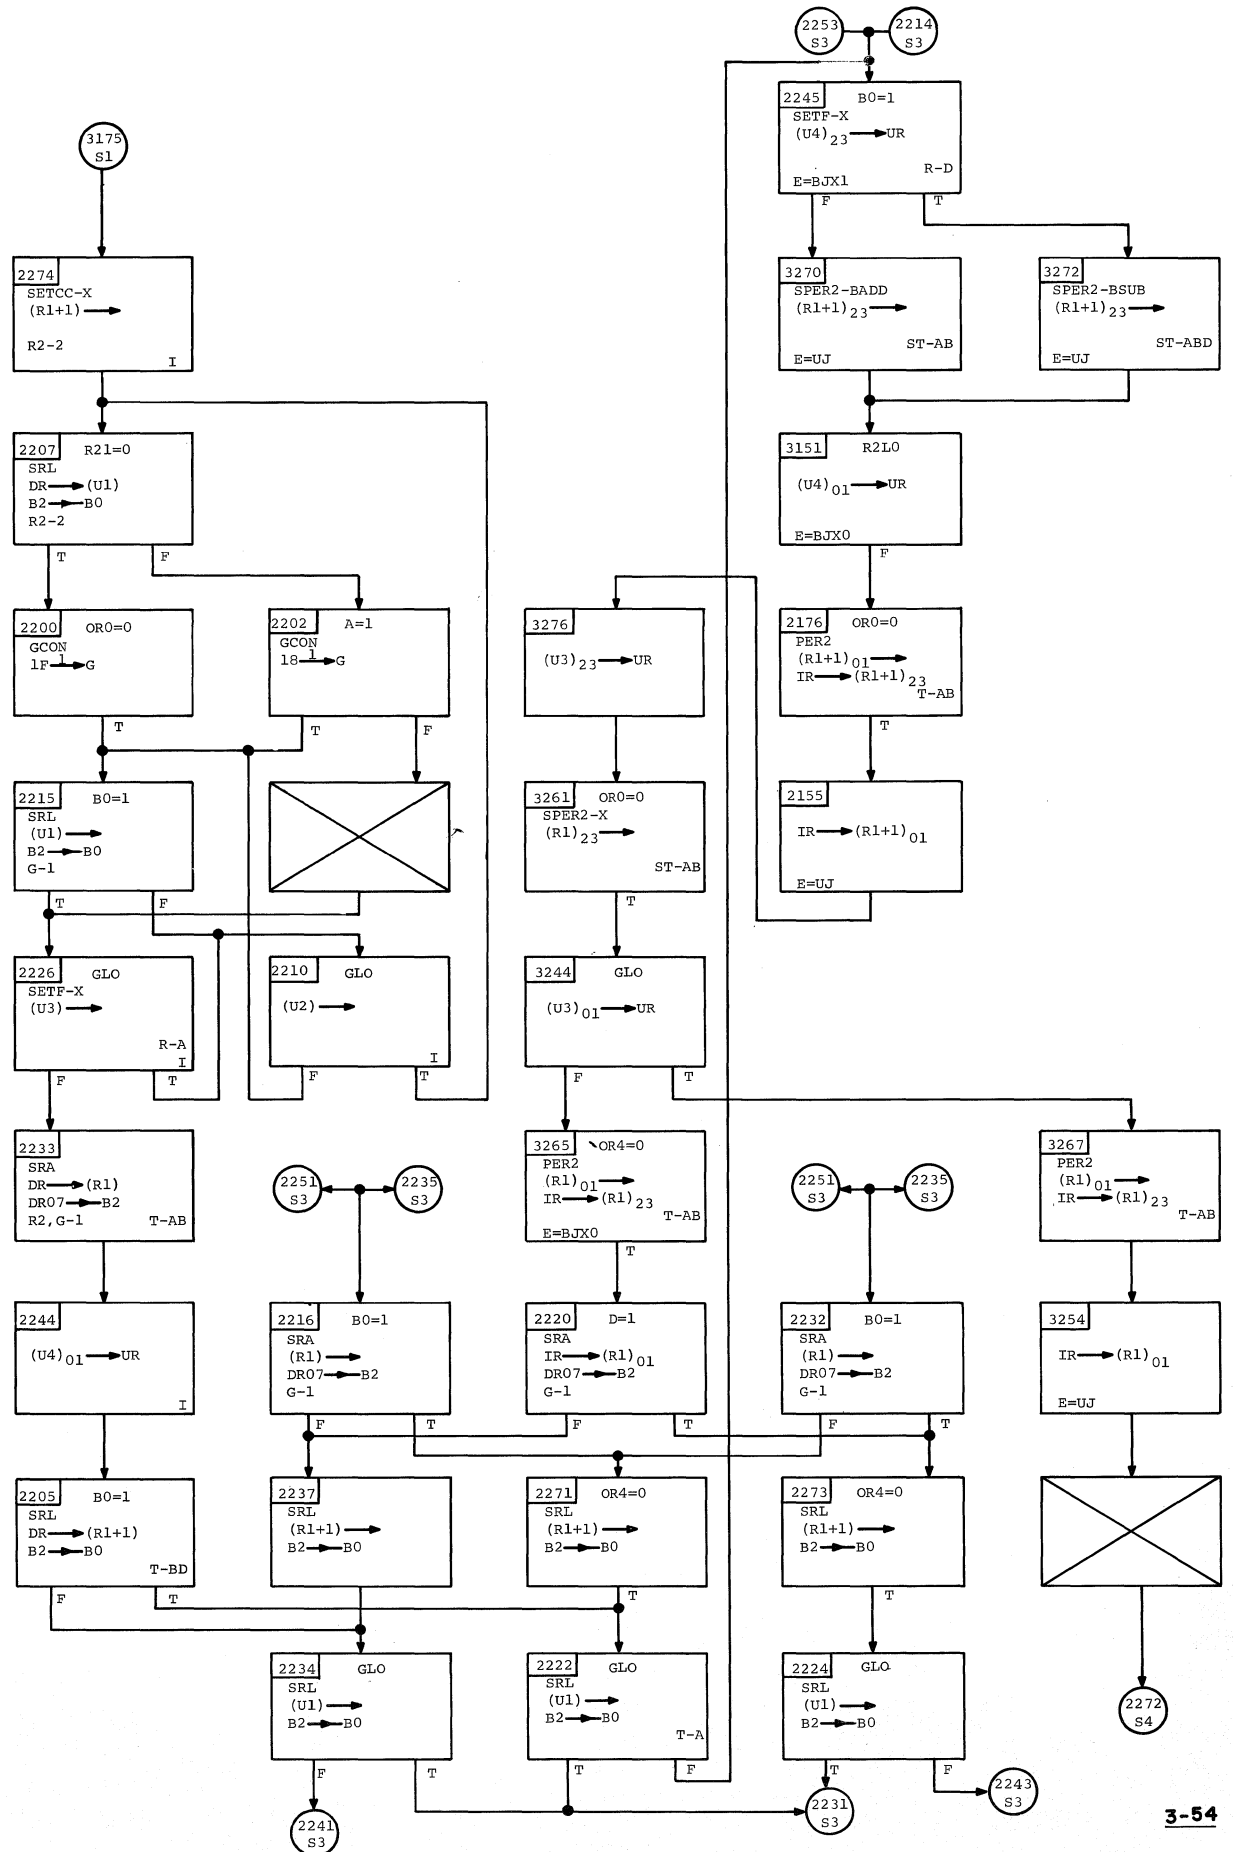 2253
S3
2214
S3
2245 B0=1
SETF-X
(U4)23 UR
R-D
E=BJX1
F T
3175
S1
2274
SETCC-X
(R1+1)
R2-2
I
3270
SPER2-BADD
(R1+1)23
ST-AB
E=UJ
3272
SPER2-BSUB
(R1+1)23
ST-ABD
E=UJ
2207 R21=0
SRL
DR (U1)
B2 B0
R2-2
T F
3151 R2L0
(U4)01 UR
E=BJX0
F
2200 OR0=0
GCON
1F 1 G
T
2202 A=1
GCON
18 1 G
T F
3276
(U3)23 UR
2176 OR0=0
PER2
(R1+1)01
IR (R1+1)23
T-AB
T
2215 B0=1
SRL
(U1)
B2 B0
G-1
T F
3261 OR0=0
SPER2-X
(R1)23
ST-AB
T
2155
IR (R1+1)01
E=UJ
2226 GLO
SETF-X
(U3)
R-A
I
F T
2210 GLO
(U2)
I
F T
3244 GLO
(U3)01 UR
F T
2233
SRA
DR (R1)
DR07 B2
R2,G-1 T-AB
2251
S3
2235
S3
3265 OR4=0
PER2
(R1)01
IR (R1)23
T-AB
E=BJX0
T
2251
S3
2235
S3
3267
PER2
(R1)01
IR (R1)23
T-AB
2244
(U4)01 UR
I
2216 B0=1
SRA
(R1)
DR07 B2
G-1
F T
2220 D=1
SRA
IR (R1)01
DR07 B2
G-1
F T
2232 B0=1
SRA
(R1)
DR07 B2
G-1
F T
3254
IR (R1)01
E=UJ
2205 B0=1
SRL
DR (R1+1)
B2 B0
T-BD
F T
2237
SRL
(R1+1)
B2 B0
2271 OR4=0
SRL
(R1+1)
B2 B0
T
2273 OR4=0
SRL
(R1+1)
B2 B0
T
2234 GLO
SRL
(U1)
B2 B0
F T
2222 GLO
SRL
(U1)
B2 B0
T-A
T F
2224 GLO
SRL
(U1)
B2 B0
T F
2272
S4
2241
S3
2231
S3
2243
S3
3-54